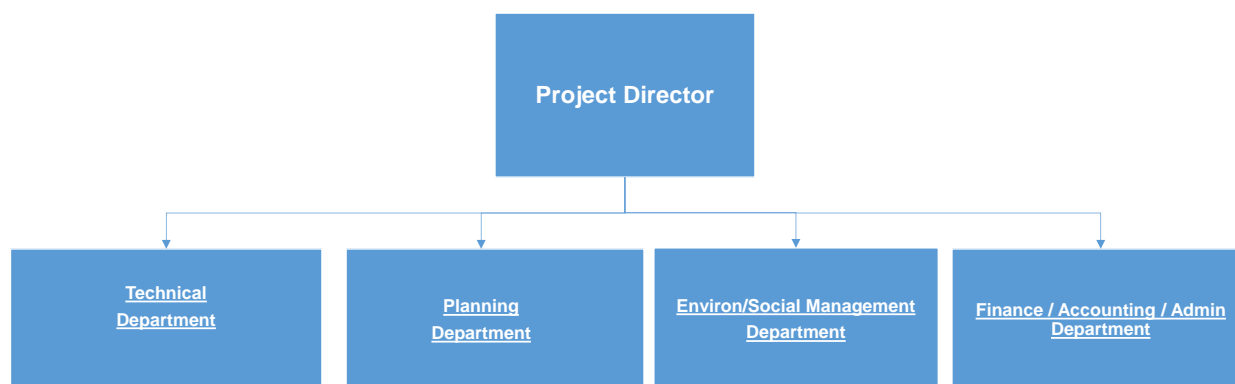 Project Director
Technical
Department
Planning
Department
Environ/Social Management
Department
Finance / Accounting / Admin
Department